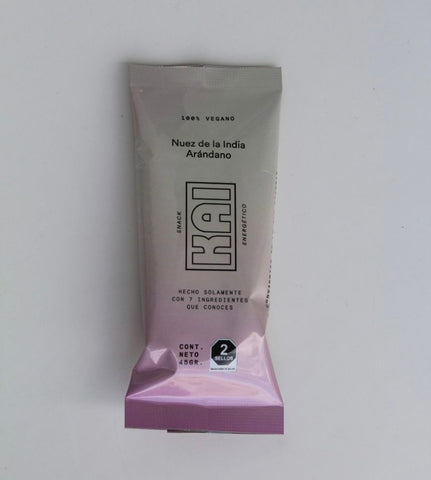 100% VEGANO
Nuez de la India
Arándano
SNACK
KAI
ENERGÉTICO
HECHO SOLAMENTE
CON 7 INGREDIENTES
QUE CONOCES
CONT.
NETO
45GR.
2
SELLOS